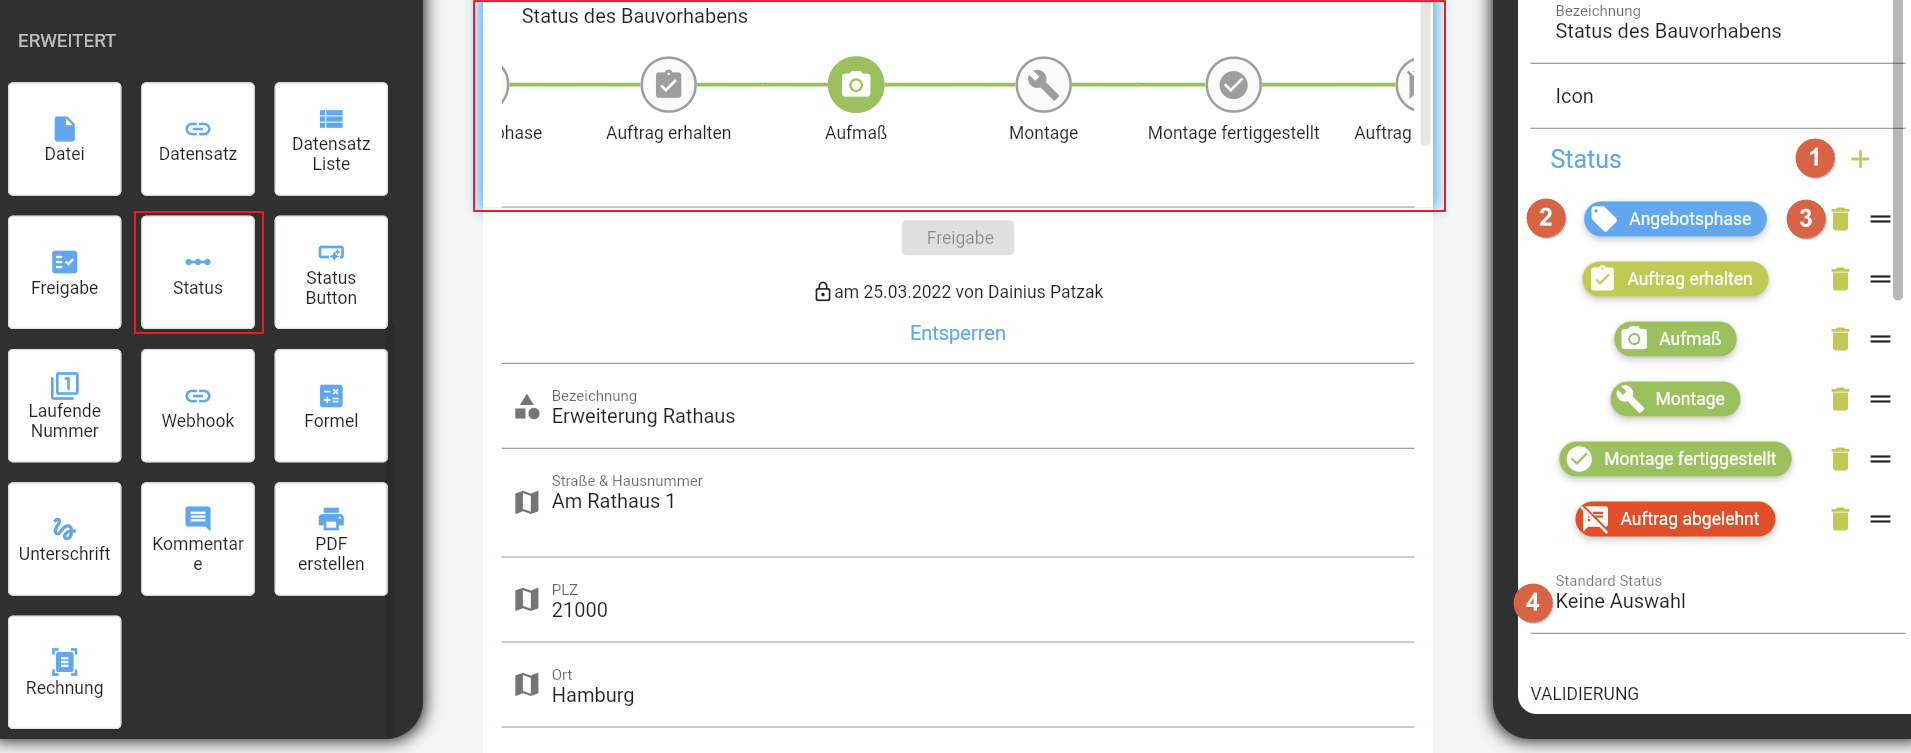 ERWEITERT
Datei
Datensatz
Datensatz
Liste
Freigabe
Status
Status
Button
Laufende
Nummer
Webhook
Formel
Unterschrift
Kommentar
e
PDF
erstellen
Rechnung
Status des Bauvorhabens
hase
Auftrag erhalten
Aufmaß
Montage
Montage fertiggestellt
Auftrag
Freigabe
am 25.03.2022 von Dainius Patzak
Entsperren
Bezeichnung
Erweiterung Rathaus
Straße & Hausnummer
Am Rathaus 1
PLZ
21000
Ort
Hamburg
Bezeichnung
Status des Bauvorhabens
Icon
Status
1
2
Angebotsphase
3
Auftrag erhalten
Aufmaß
Montage
Montage fertiggestellt
Auftrag abgelehnt
Standard Status
4
Keine Auswahl
VALIDIERUNG